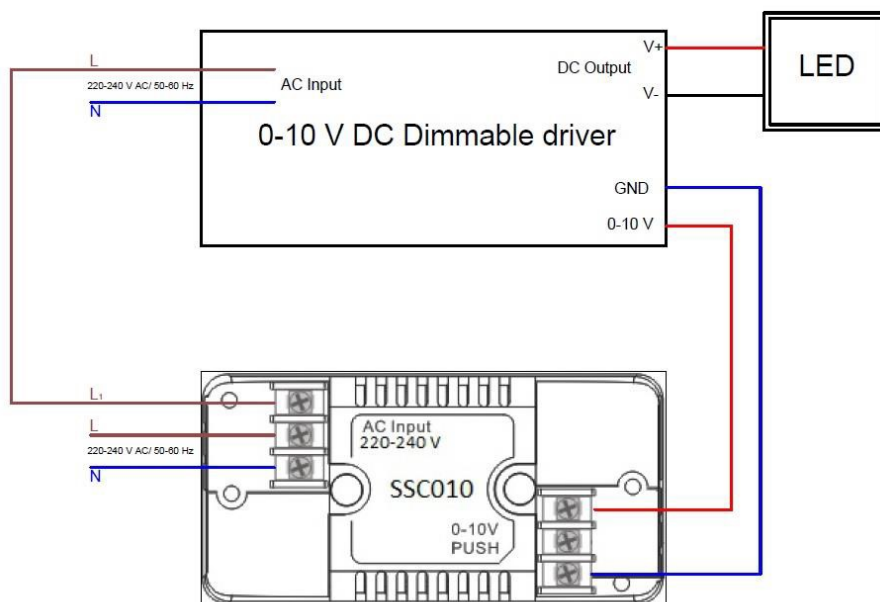 L
220-240 V AC/ 50-60 Hz
N
AC Input
DC Output
V+
V-
LED
0-10 V DC Dimmable driver
GND
0-10 V
L1
L
220-240 V AC/ 50-60 Hz
N
AC Input
220-240 V
SSC010
0-10V
PUSH